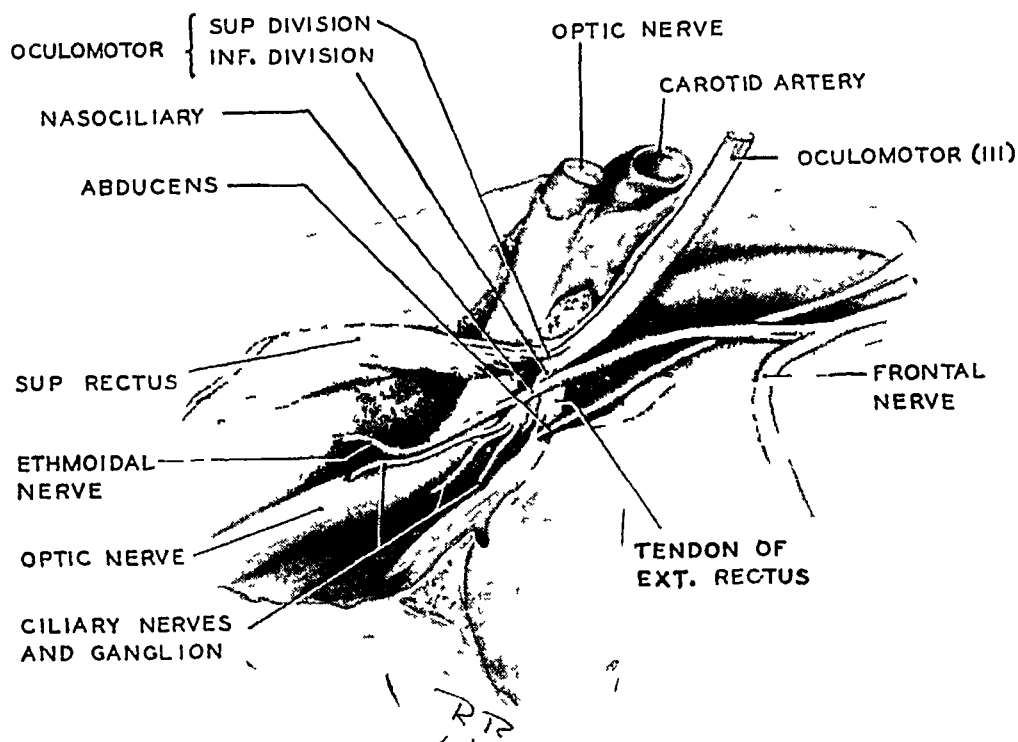 OCULOMOTOR
SUP DIVISION
INF. DIVISION
NASOCILIARY
ABDUCENS
OPTIC NERVE
CAROTID ARTERY
OCULOMOTOR (III)
SUP RECTUS
ETHMOIDAL
NERVE
OPTIC NERVE
CILIARY NERVES
AND GANGLION
FRONTAL
NERVE
TENDON OF
EXT. RECTUS